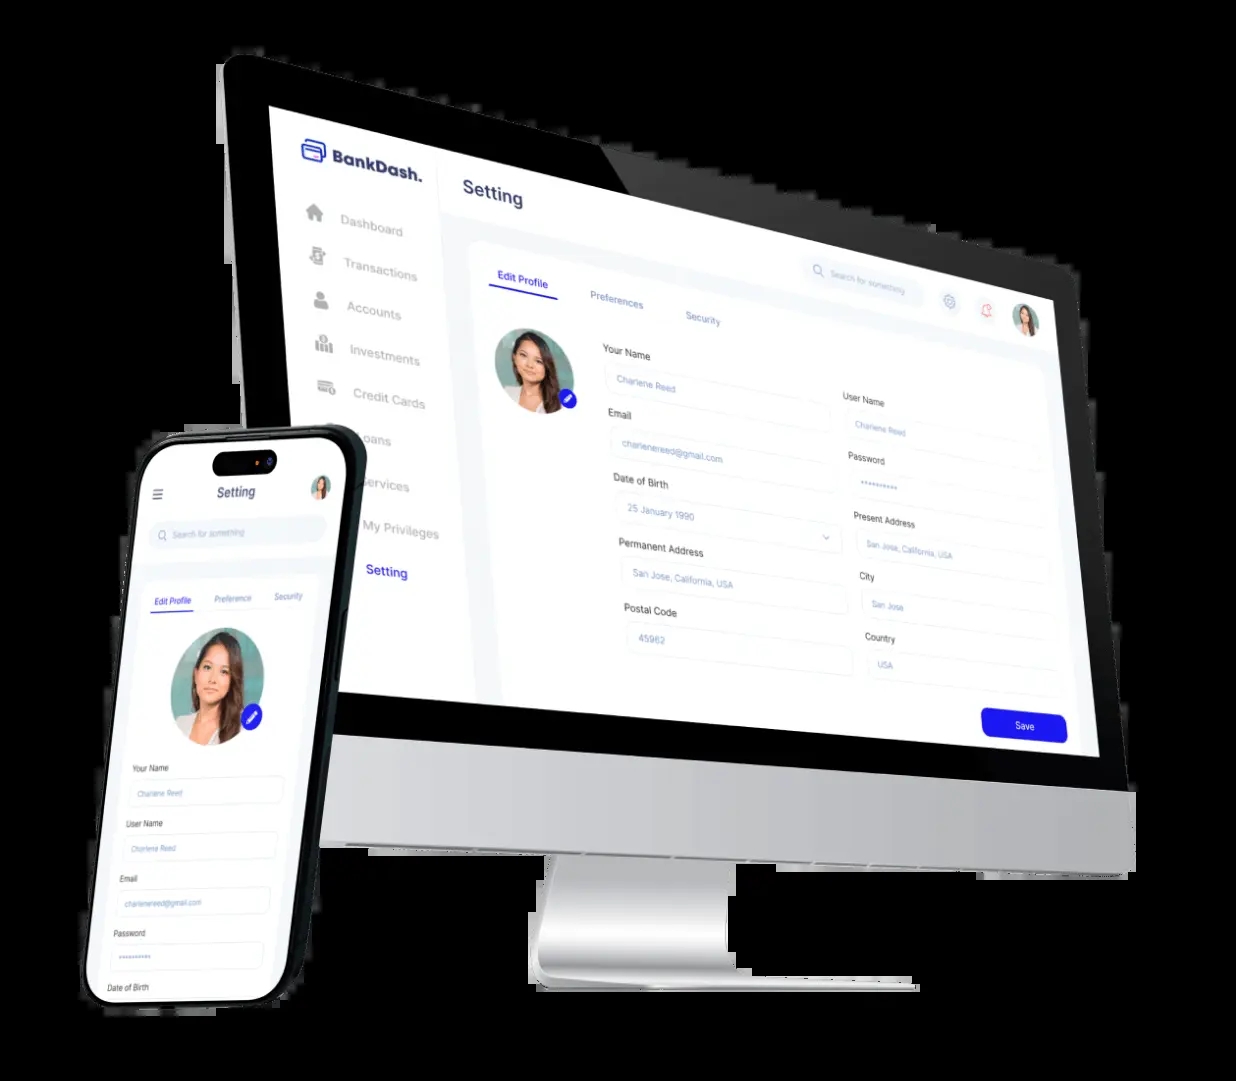 BankDash.
Setting
Dashboard
Transactions
Accounts
Investments
Credit Cards
Loans
Services
My Privileges
Setting
Search for something
Edit Profile
Preferences
Security
Your Name
Charlene Reed
User Name
Charlene Reed
Email
charlenereed@gmail.com
Password
**********
Date of Birth
25 January 1990
Present Address
San Jose, California, USA
Permanent Address
San Jose, California, USA
City
San Jose
Postal Code
45962
Country
USA
Save
Setting
Search for something
Edit Profile
Preference
Security
Your Name
Charlene Reed
User Name
Charlene Reed
Email
charlenereed@gmail.com
Password
**********
Date of Birth